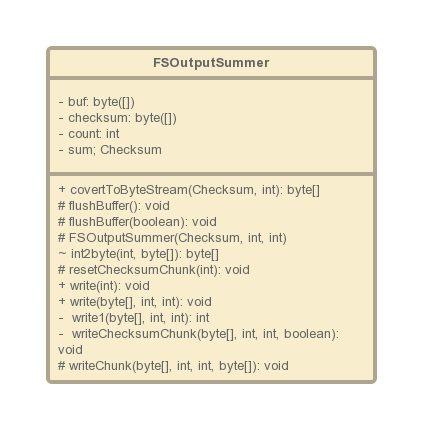 FSOutputSummer
- buf: byte([])
- checksum: byte([])
- count: int
- sum; Checksum
+ covertToByteStream(Checksum, int): byte[]
# flushBuffer(): void
# flushBuffer(boolean): void
# FSOutputSummer(Checksum, int, int)
~ int2byte(int, byte[]): byte[]
# resetChecksumChunk(int): void
+ write(int): void
+ write(byte[], int, int): void
-  write1(byte[], int, int): int
-  writeChecksumChunk(byte[], int, int, boolean):
void
# writeChunk(byte[], int, int, byte[]): void